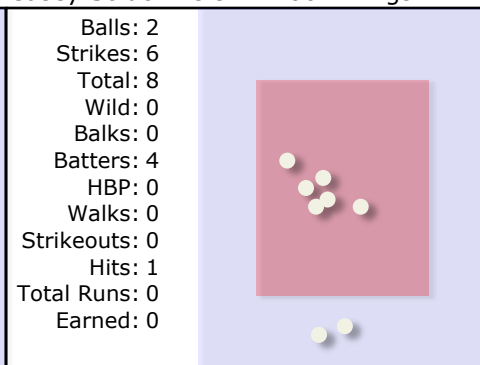 Balls: 2
Strikes: 6
Total: 8
Wild: 0
Balks: 0
Batters: 4
HBP: 0
Walks: 0
Strikeouts: 0
Hits: 1
Total Runs: 0
Earned: 0